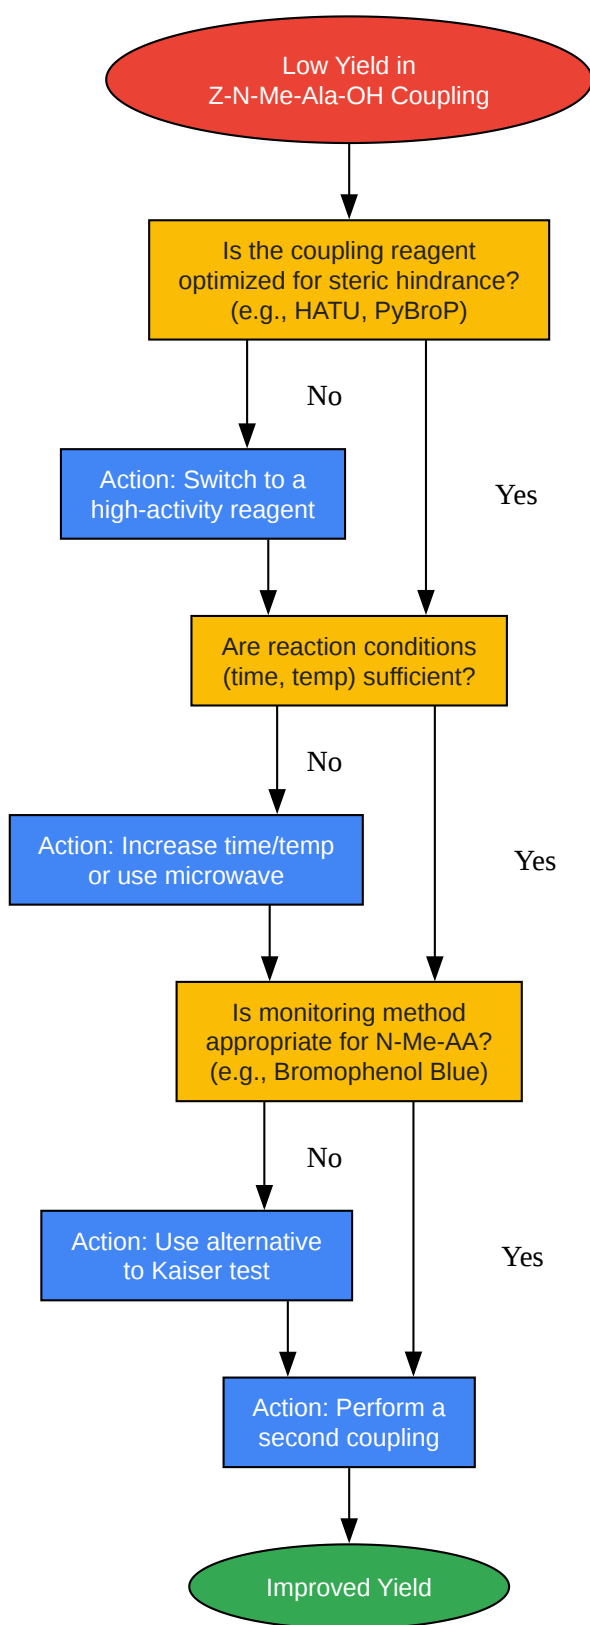 Low Yield in
Z-N-Me-Ala-OH Coupling
Is the coupling reagent
optimized for steric hindrance?
(e.g., HATU, PyBroP)
No
Action: Switch to a
high-activity reagent
Yes
Are reaction conditions
(time, temp) sufficient?
No
Action: Increase time/temp
or use microwave
Yes
Is monitoring method
appropriate for N-Me-AA?
(e.g., Bromophenol Blue)
No
Action: Use alternative
to Kaiser test
Yes
Action: Perform a
second coupling
Improved Yield